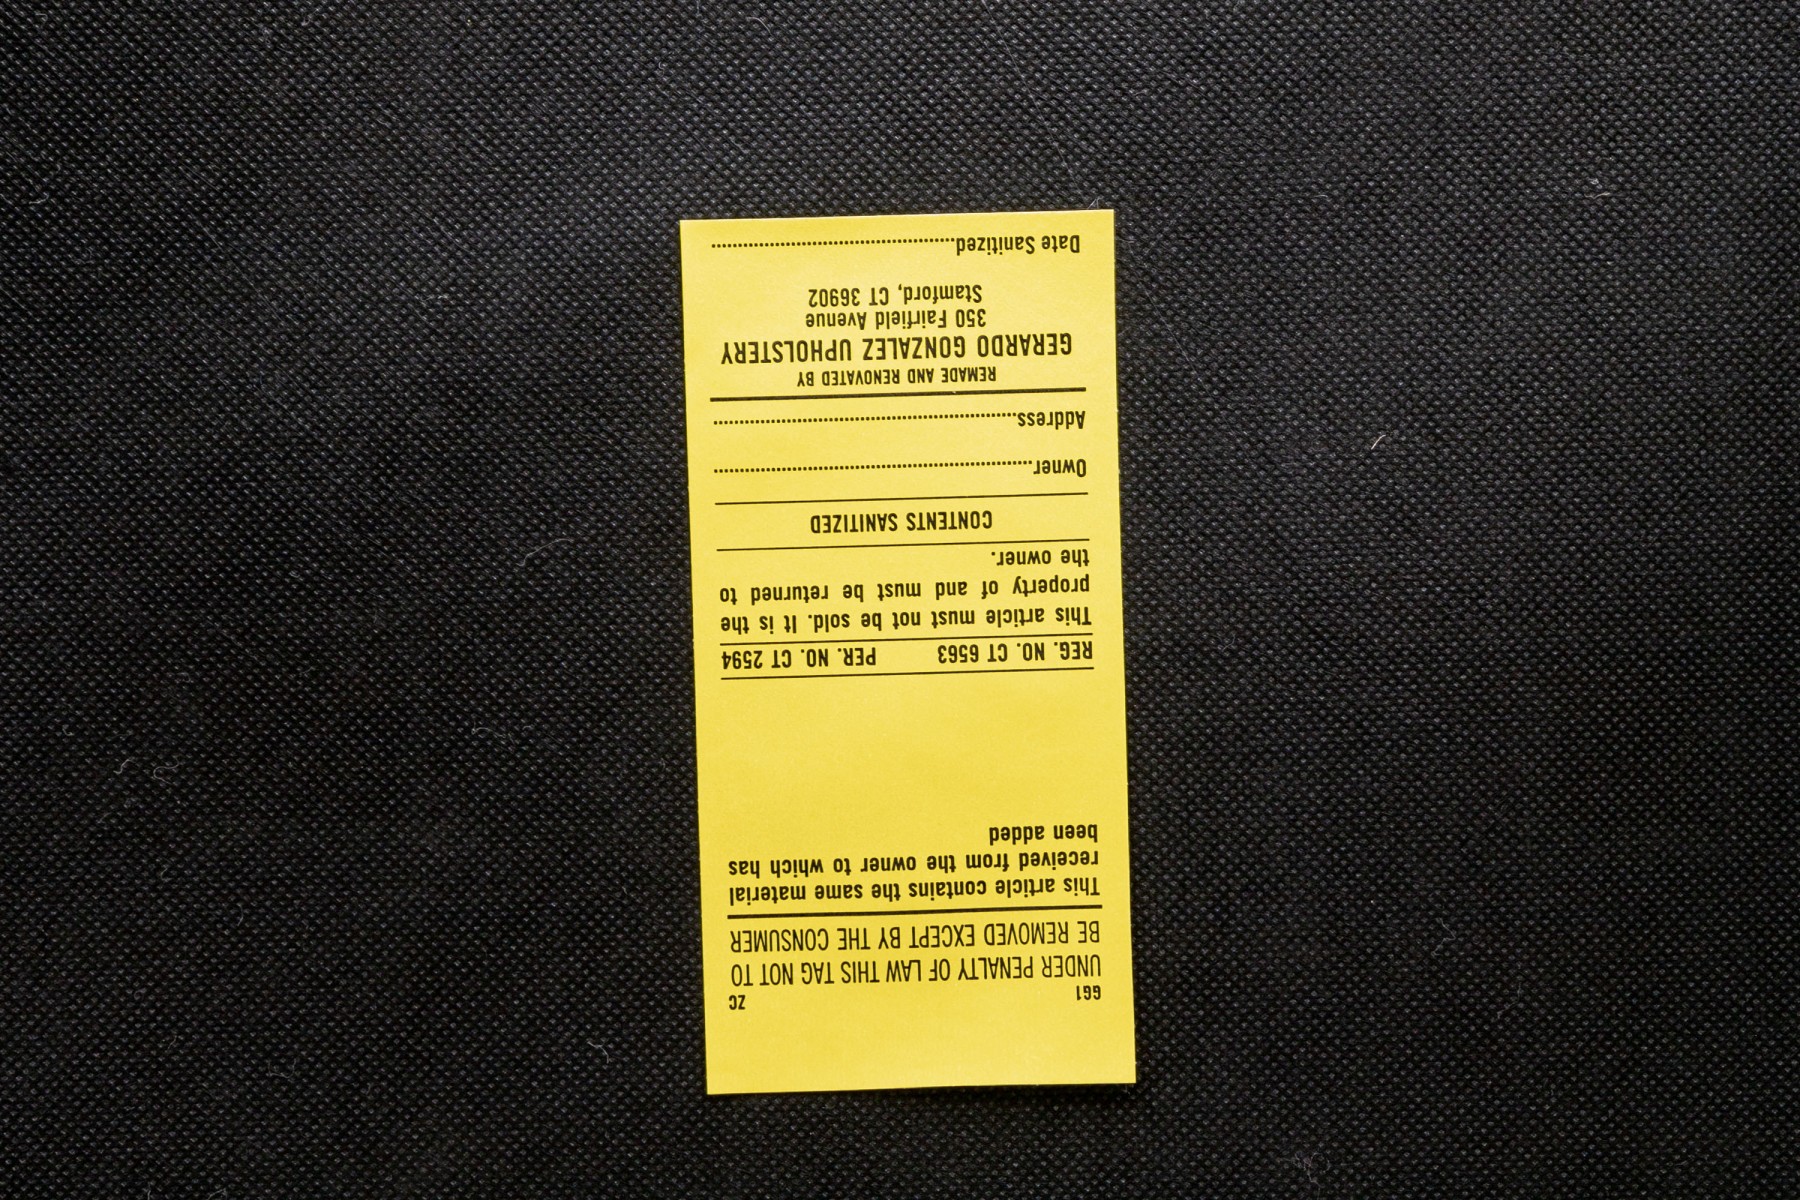 GG1 ZC
UNDER PENALTY OF LAW THIS TAG NOT TO
BE REMOVED EXCEPT BY THE CONSUMER
This article contains the same material
received from the owner to which has
been added
REG. NO. CT 6563 PER. NO. CT 2594
This article must not be sold. It is the
property of and must be returned to
the owner.
CONTENTS SANITIZED
Owner
Address
REMADE AND RENOVATED BY
GERARDO GONZALEZ UPHOLSTERY
350 Fairfield Avenue
Stamford, CT 36902
Date Sanitized